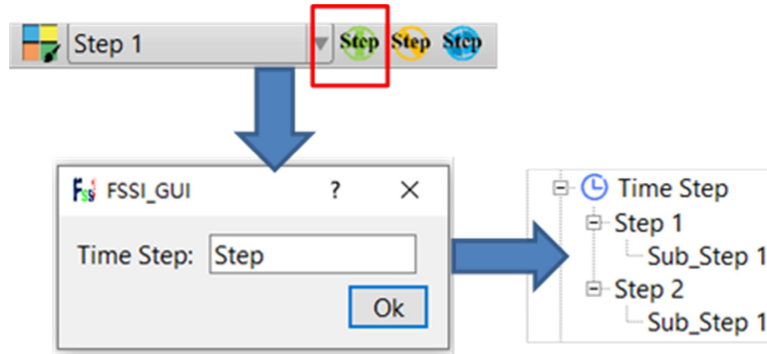 Step 1
Step Step Step
Fssi FSSI_GUI ? ×
Time Step: Step
Ok
Time Step
Step 1
Sub_Step 1
Step 2
Sub_Step 1